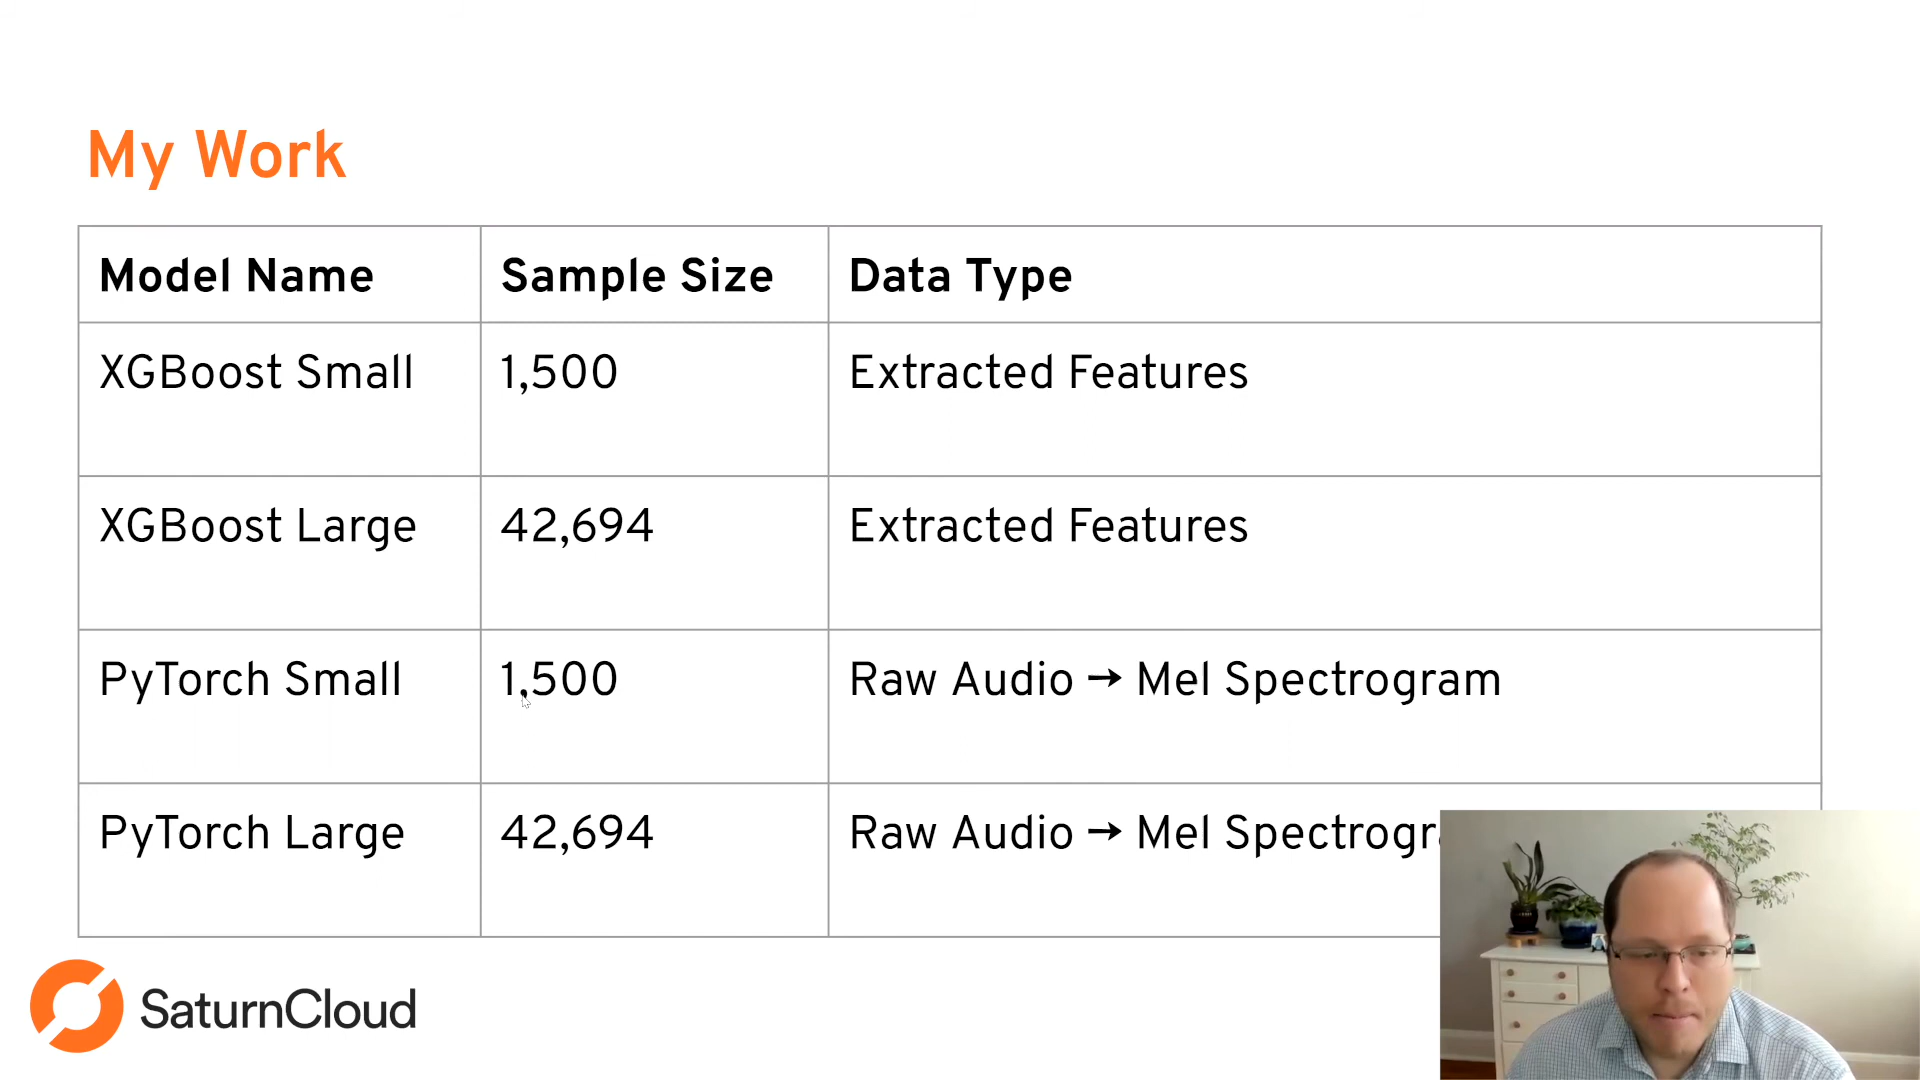 My Work
Model Name Sample Size Data Type
XGBoost Small 1,500 Extracted Features
XGBoost Large 42,694 Extracted Features
PyTorch Small 1,500 Raw Audio → Mel Spectrogram
PyTorch Large 42,694 Raw Audio → Mel Spectrogra
SaturnCloud